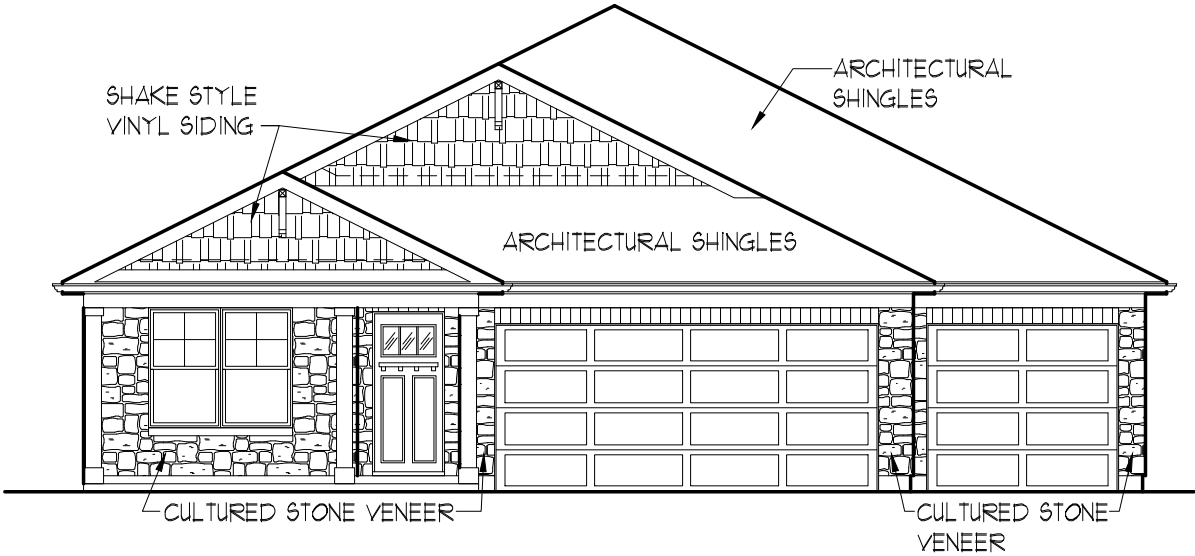 SHAKE STYLE
VINYL SIDING
ARCHITECTURAL
SHINGLES
ARCHITECTURAL SHINGLES
CULTURED STONE VENEER
CULTURED STONE
VENEER